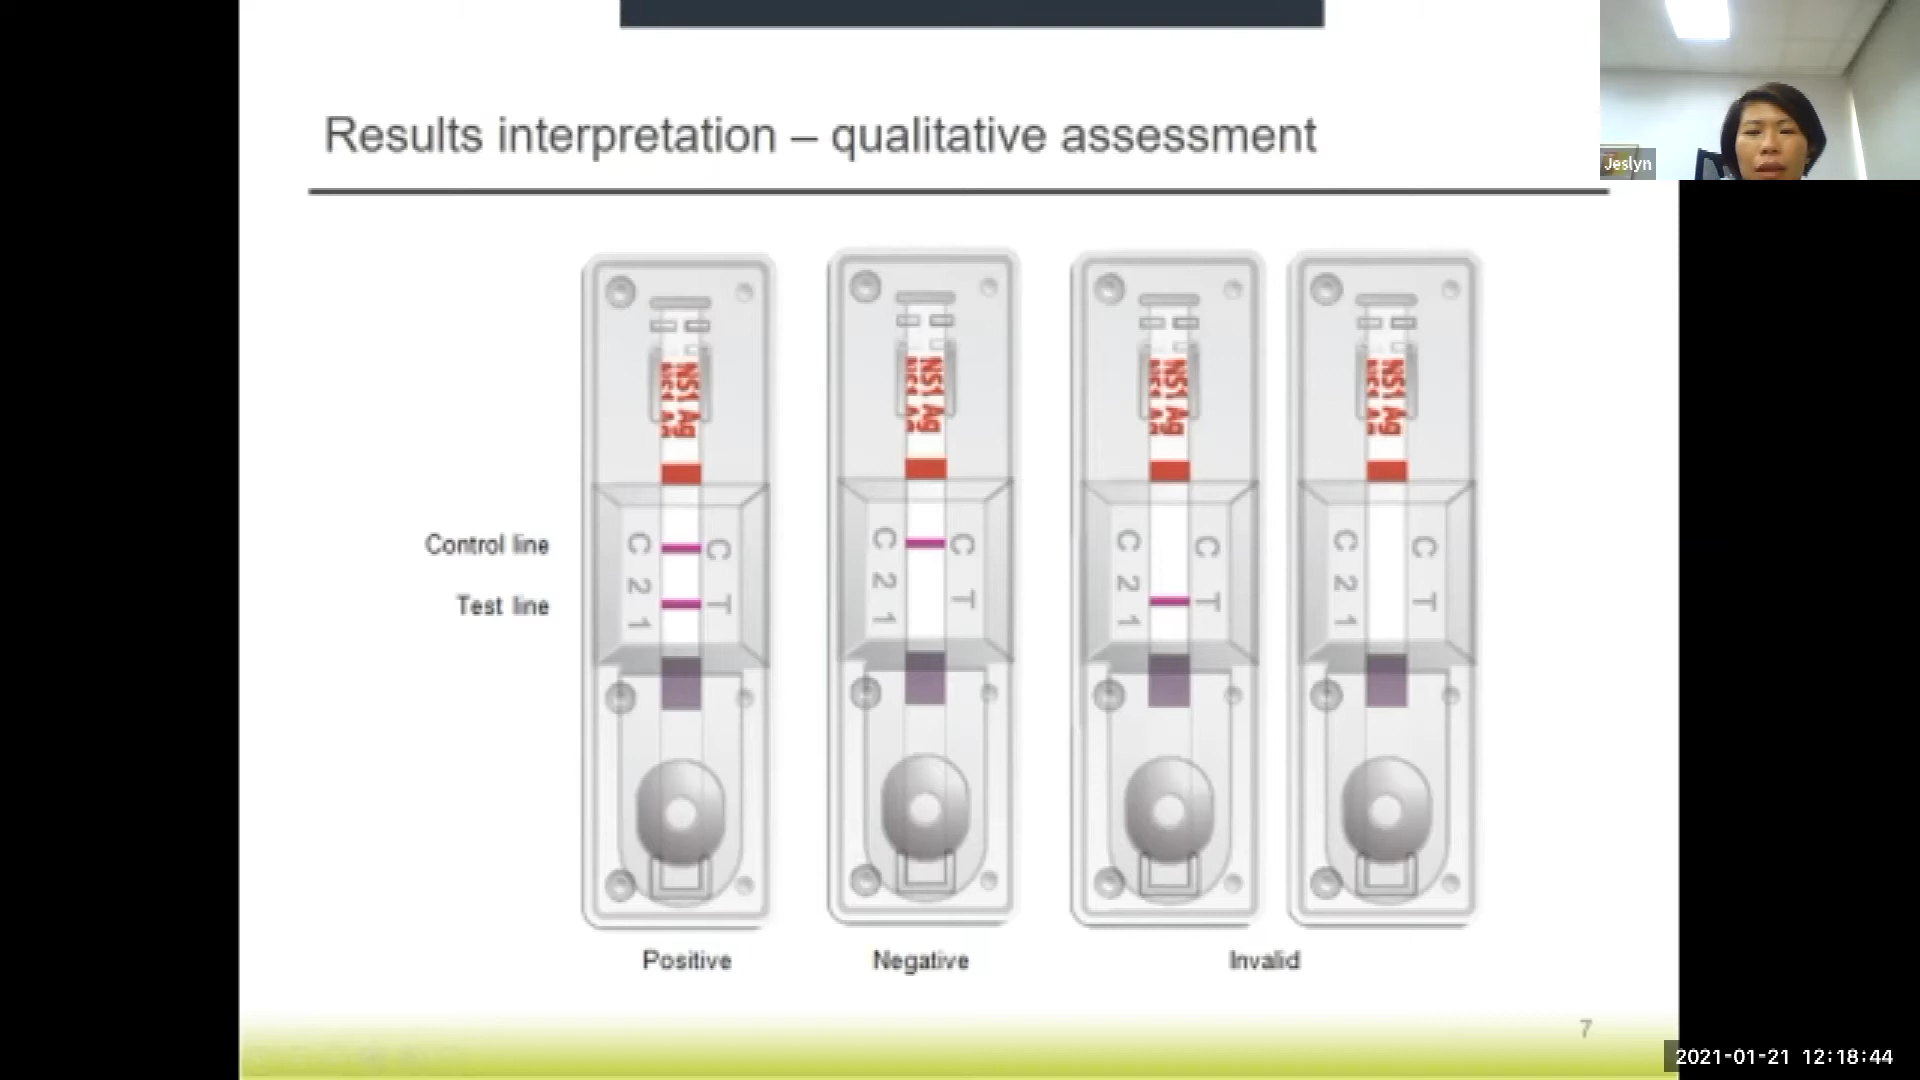 Results interpretation – qualitative assessment
Jeslyn
NS1 Ag
NS1 Ag
NS1 Ag
NS1 Ag
Control line
C C
C C
C C
C C
Test line
2 T
2 T
2 T
2 T
1
1
1
1
Positive
Negative
Invalid
7
2021-01-21 12:18:44